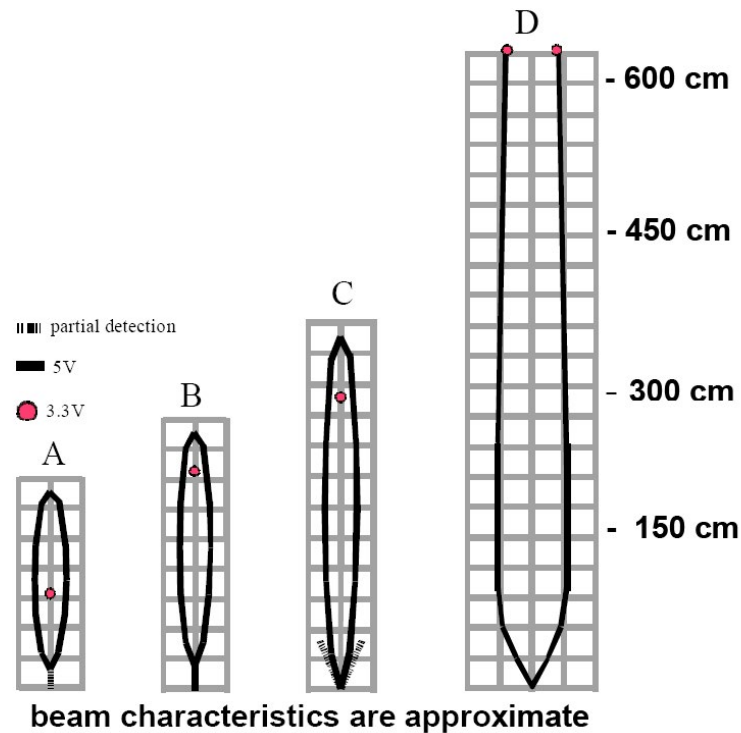 D
- 600 cm
- 450 cm
C
partial detection
5V
B
- 300 cm
3.3V
A
- 150 cm
beam characteristics are approximate